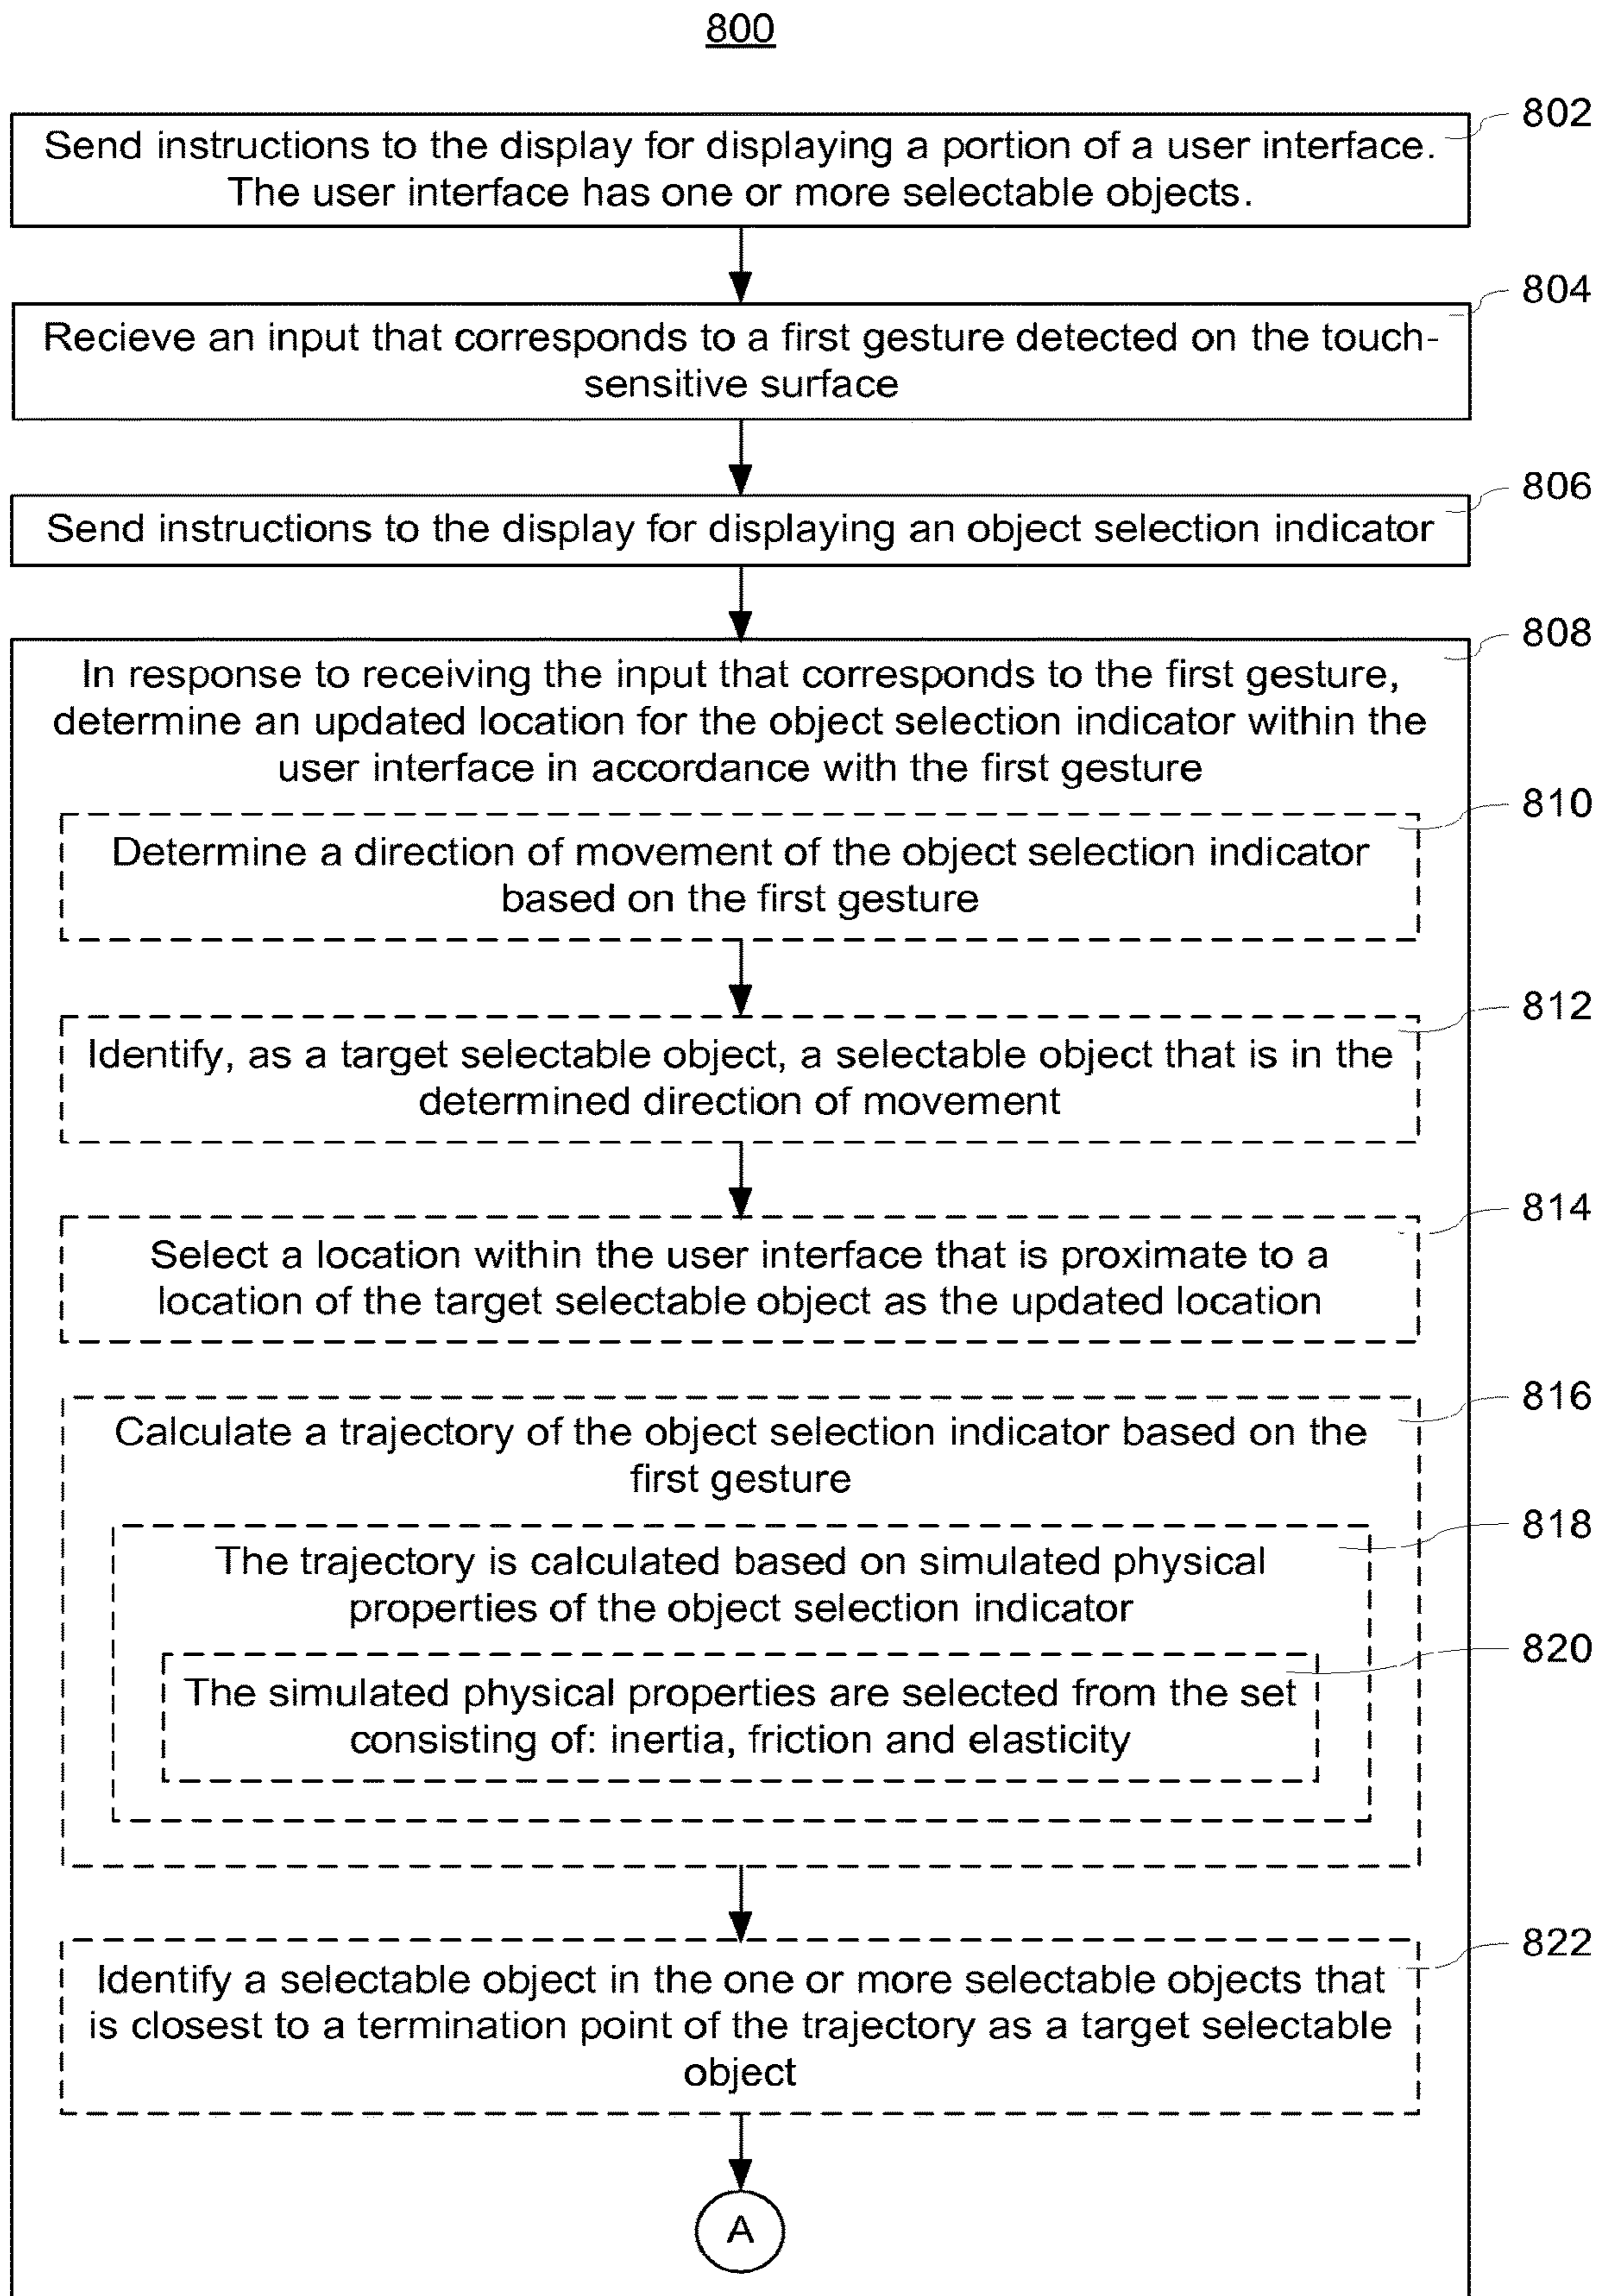 800
802
Send instructions to the display for displaying a portion of a user interface.
The user interface has one or more selectable objects.
804
Recieve an input that corresponds to a first gesture detected on the touch-
sensitive surface
806
Send instructions to the display for displaying an object selection indicator
808
In response to receiving the input that corresponds to the first gesture,
determine an updated location for the object selection indicator within the
user interface in accordance with the first gesture
810
Determine a direction of movement of the object selection indicator
based on the first gesture
812
Identify, as a target selectable object, a selectable object that is in the
determined direction of movement
814
Select a location within the user interface that is proximate to a
location of the target selectable object as the updated location
816
Calculate a trajectory of the object selection indicator based on the
first gesture
818
The trajectory is calculated based on simulated physical
properties of the object selection indicator
820
The simulated physical properties are selected from the set
consisting of: inertia, friction and elasticity
822
Identify a selectable object in the one or more selectable objects that
is closest to a termination point of the trajectory as a target selectable
object
A